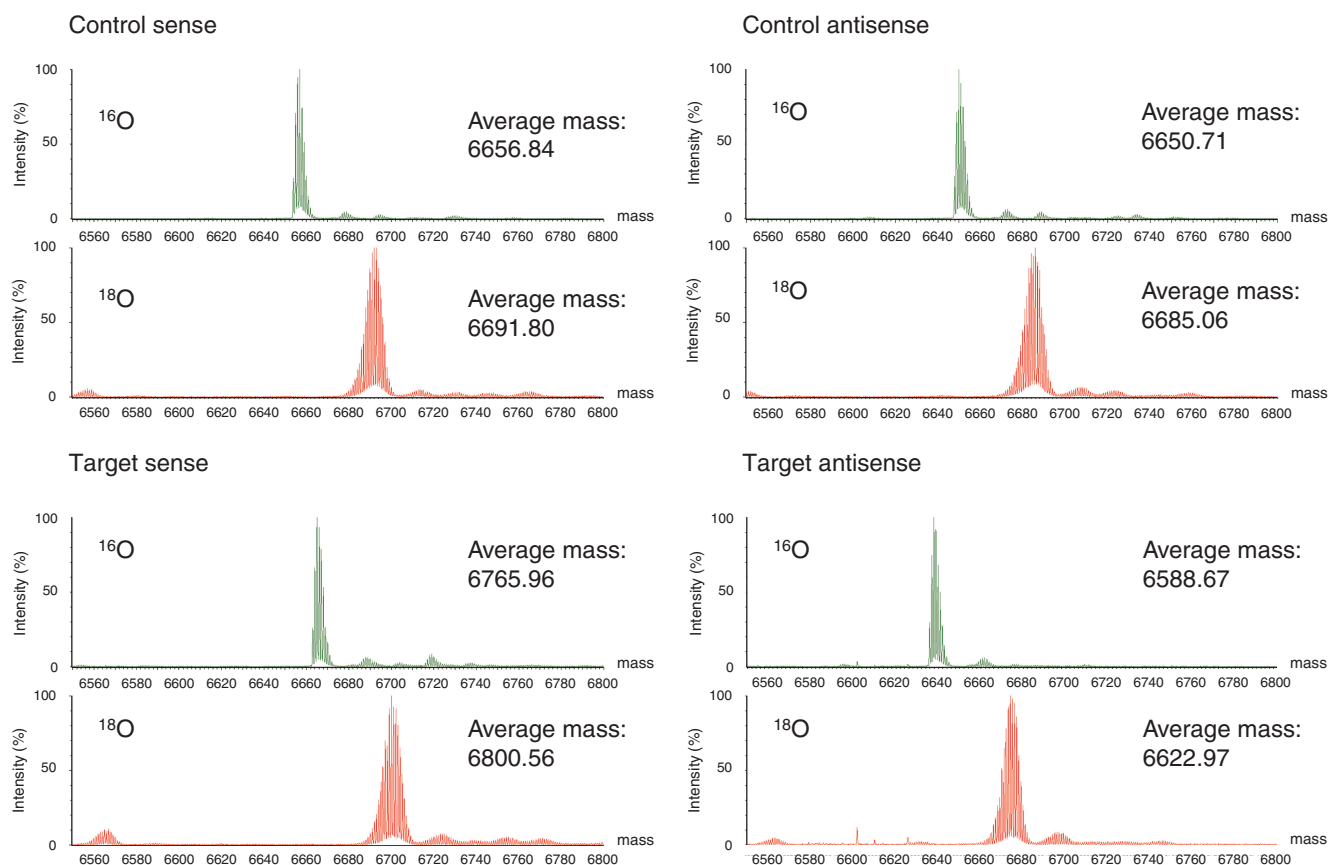 Control sense
Control antisense
100
50
0
Intensity (%)
16O
Average mass:
6656.84
6560 6580 6600 6620 6640 6660 6680 6700 6720 6740 6760 6780 6800
mass
100
50
0
Intensity (%)
16O
Average mass:
6650.71
6560 6580 6600 6620 6640 6660 6680 6700 6720 6740 6760 6780 6800
mass
100
50
0
Intensity (%)
18O
Average mass:
6691.80
6560 6580 6600 6620 6640 6660 6680 6700 6720 6740 6760 6780 6800
mass
100
50
0
Intensity (%)
18O
Average mass:
6685.06
6560 6580 6600 6620 6640 6660 6680 6700 6720 6740 6760 6780 6800
mass
Target sense
Target antisense
100
50
0
Intensity (%)
16O
Average mass:
6765.96
6560 6580 6600 6620 6640 6660 6680 6700 6720 6740 6760 6780 6800
mass
100
50
0
Intensity (%)
16O
Average mass:
6588.67
6560 6580 6600 6620 6640 6660 6680 6700 6720 6740 6760 6780 6800
mass
100
50
0
Intensity (%)
18O
Average mass:
6800.56
6560 6580 6600 6620 6640 6660 6680 6700 6720 6740 6760 6780 6800
mass
100
50
0
Intensity (%)
18O
Average mass:
6622.97
6560 6580 6600 6620 6640 6660 6680 6700 6720 6740 6760 6780 6800
mass